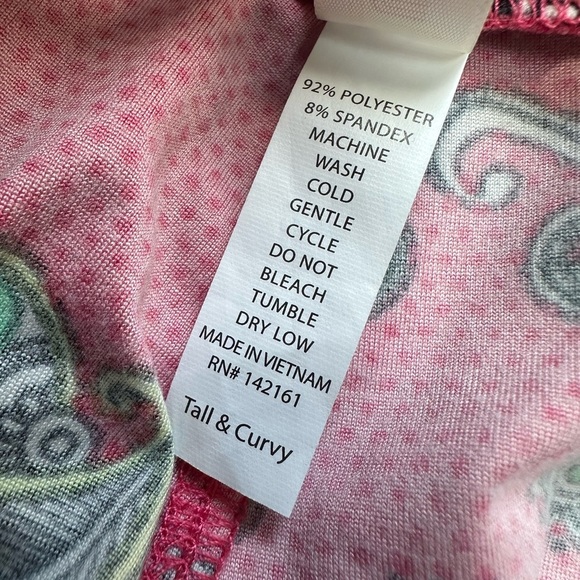 92% POLYESTER
8% SPANDEX
MACHINE
WASH
COLD
GENTLE
CYCLE
DO NOT
BLEACH
TUMBLE
DRY LOW
MADE IN VIETNAM
RN# 142161
Tall & Curvy